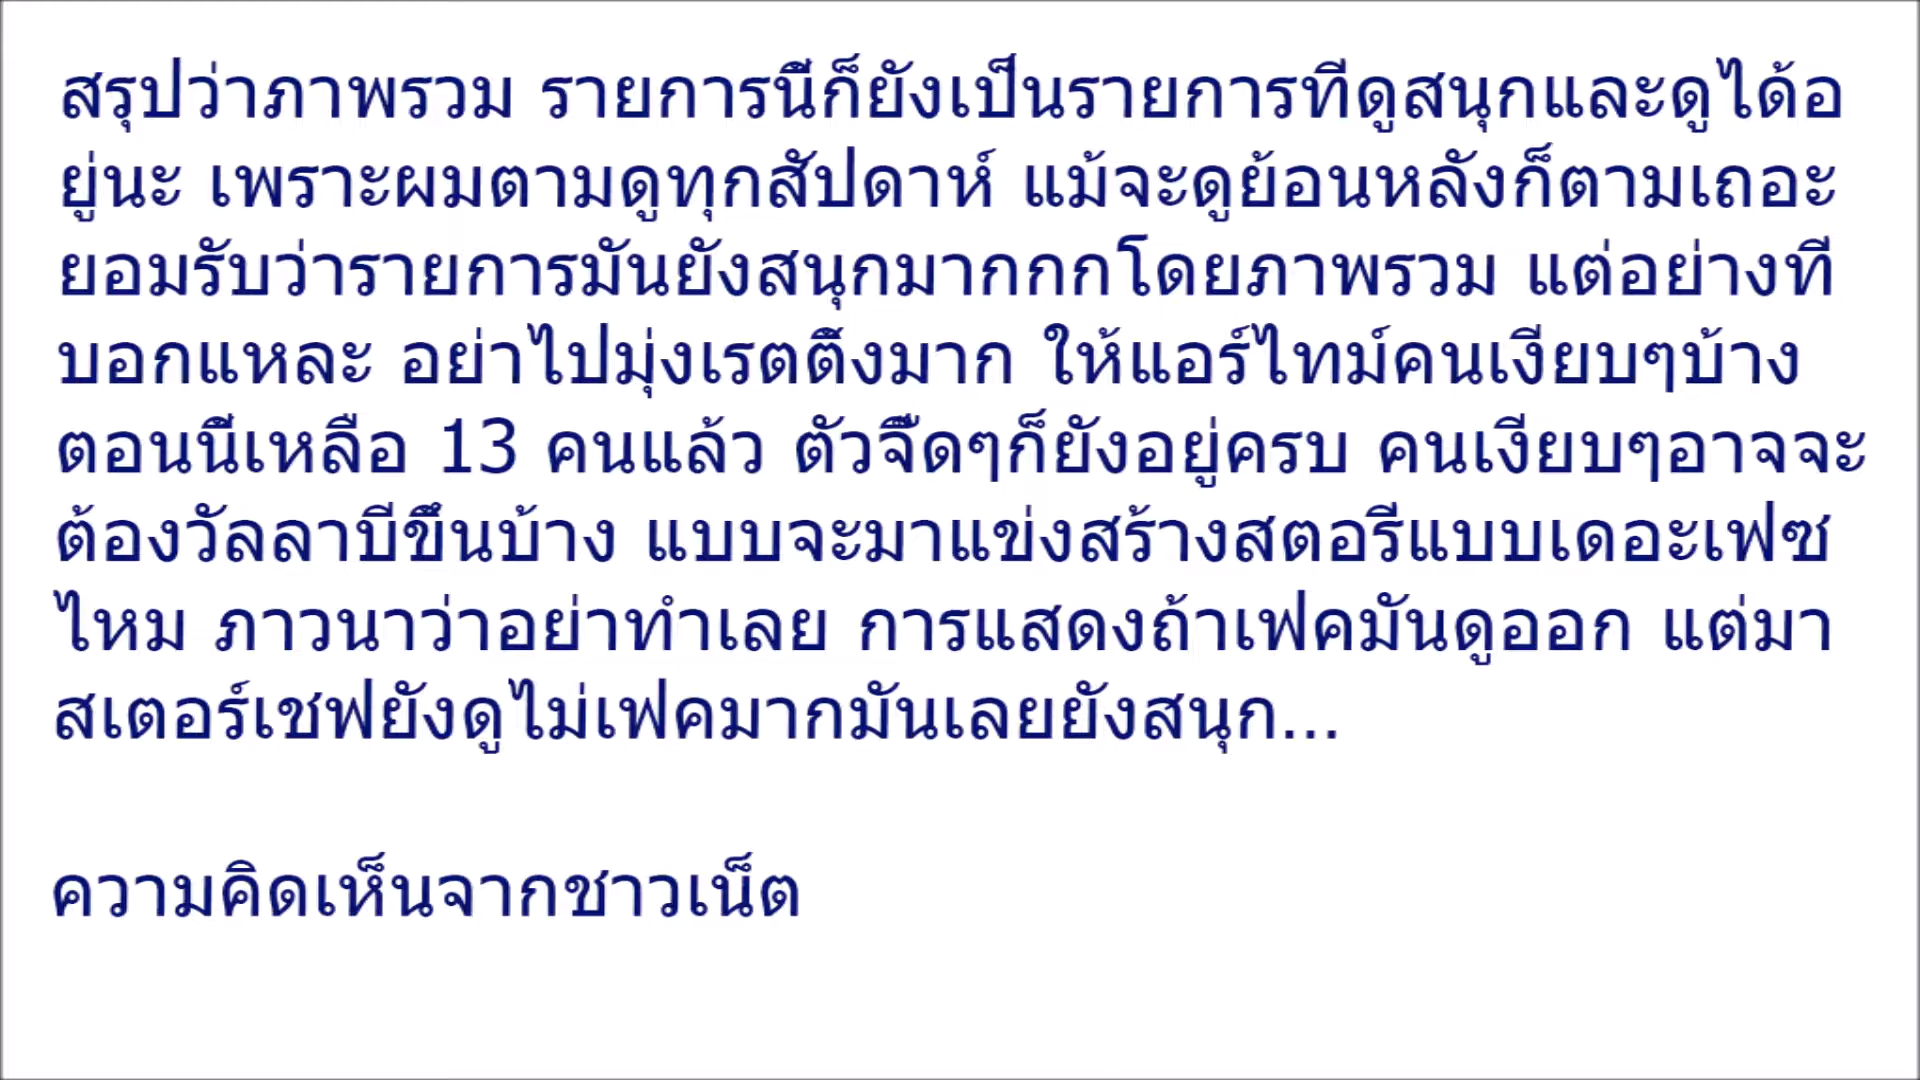 สรุปว่าภาพรวม รายการนี้ก็ยังเป็นรายการที่ดูสนุกและดูได้อ
ยู่นะ เพราะผมตามดูทุกสัปดาห์ แม้จะดูย้อนหลังก็ตามเถอะ
ยอมรับว่ารายการมันยังสนุกมากกกโดยภาพรวม แต่อย่างที่
บอกแหละ อย่าไปมุ่งเรตติ้งมาก ให้แอร์ไทม์คนเงียบๆบ้าง
ตอนนี้เหลือ 13 คนแล้ว ตัวจี๊ดๆก็ยังอยู่ครบ คนเงียบๆอาจจะ
ต้องวัลลาบีขึ้นบ้าง แบบจะมาแข่งสร้างสตอรี่แบบเดอะเฟซ
ไหม ภาวนาว่าอย่าทำเลย การแสดงถ้าเฟคมันดูออก แต่มา
สเตอร์เชฟยังดูไม่เฟคมากมันเลยยังสนุก...
ความคิดเห็นจากชาวเน็ต